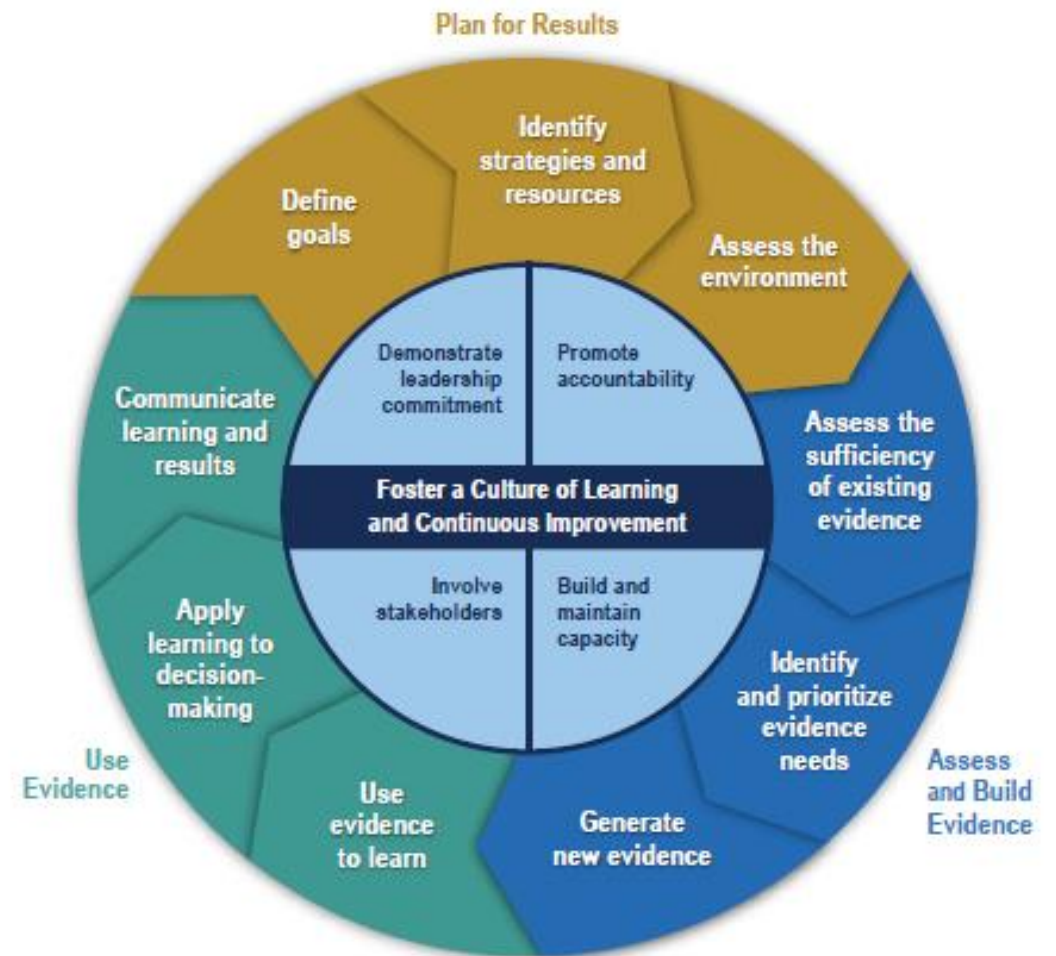 Plan for Results
Define
goals
Identify
strategies and
resources
Assess the
environment
Assess the
sufficiency
of existing
evidence
Identify
and prioritize
evidence
needs
Assess
and Build
Evidence
Generate
new evidence
Use
evidence
to learn
Apply
learning to
decision-
making
Use
Evidence
Communicate
learning and
results
Demonstrate
leadership
commitment
Promote
accountability
Foster a Culture of Learning
and Continuous Improvement
Involve
stakeholders
Build and
maintain
capacity